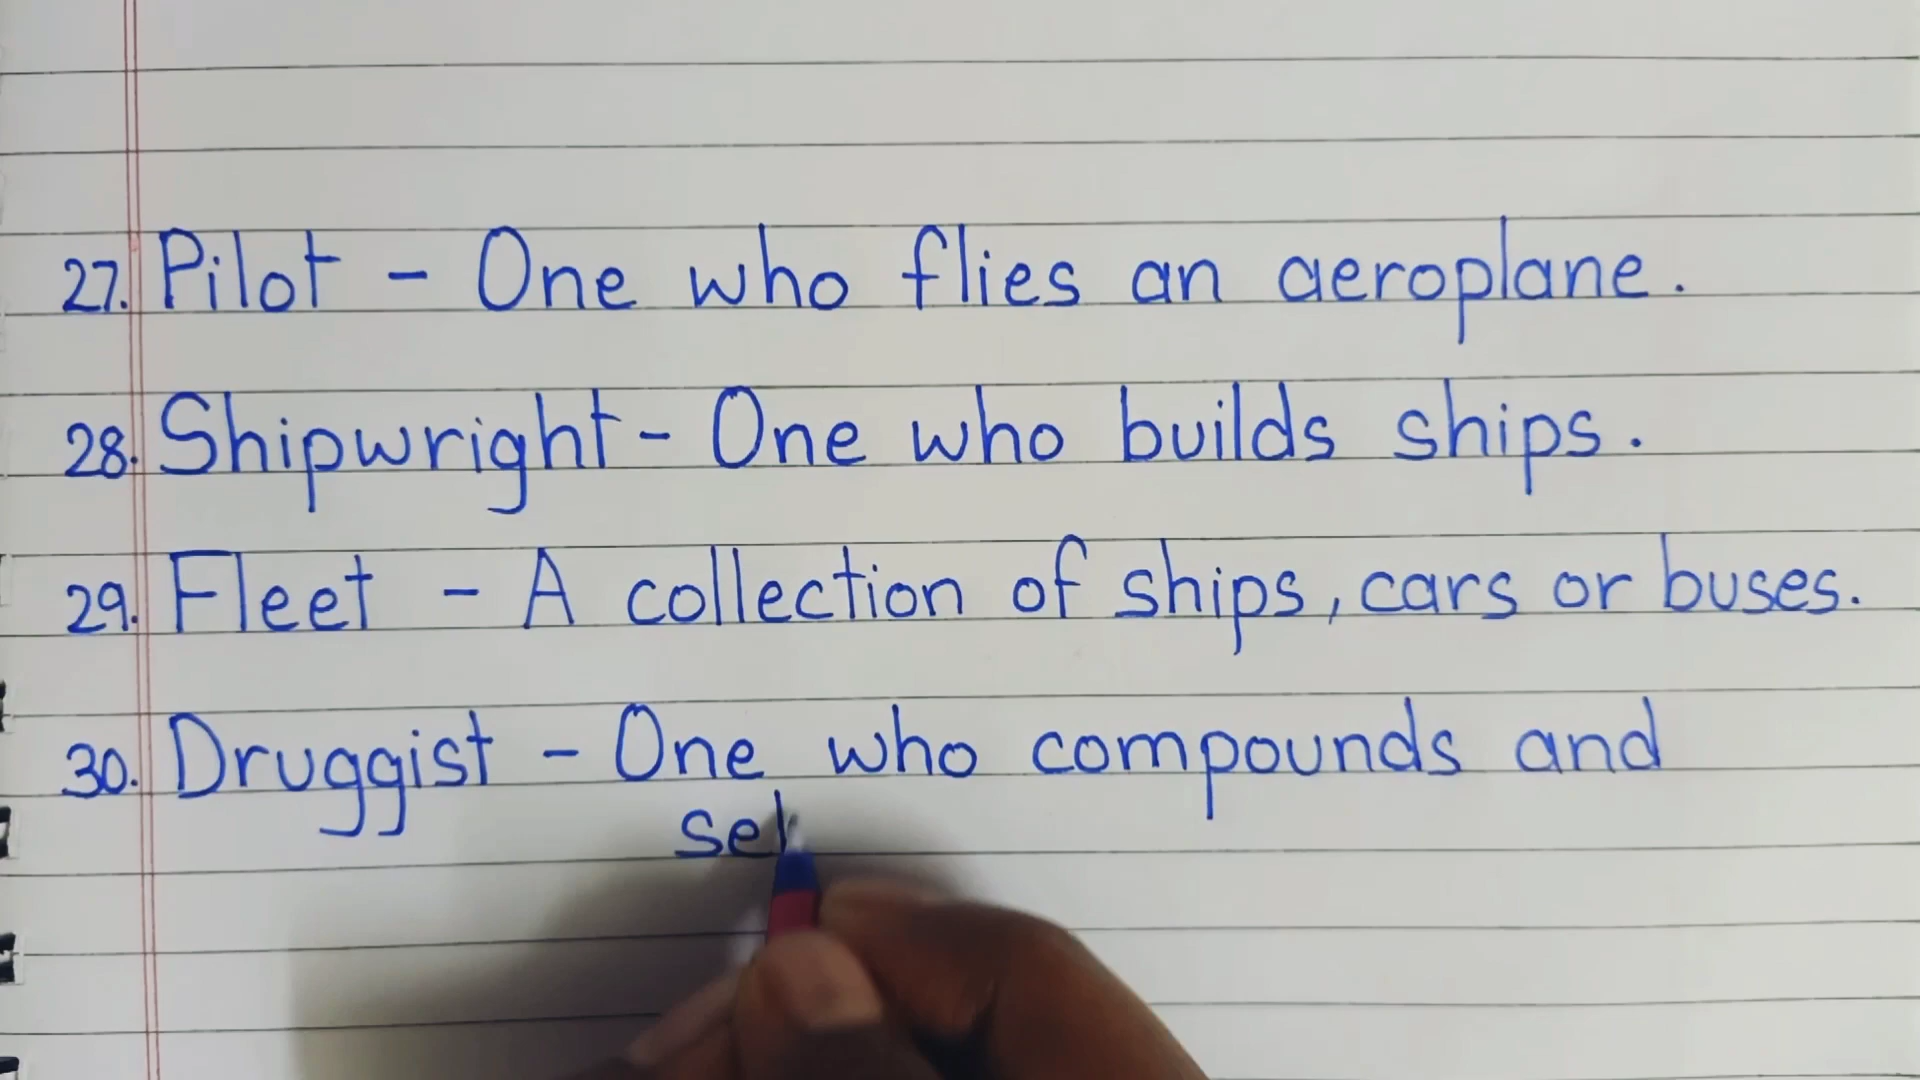 27. Pilot - One who flies an aeroplane.
28. Shipwright - One who builds ships.
29. Fleet - A collection of ships, cars or buses.
30. Druggist - One who compounds and
sel